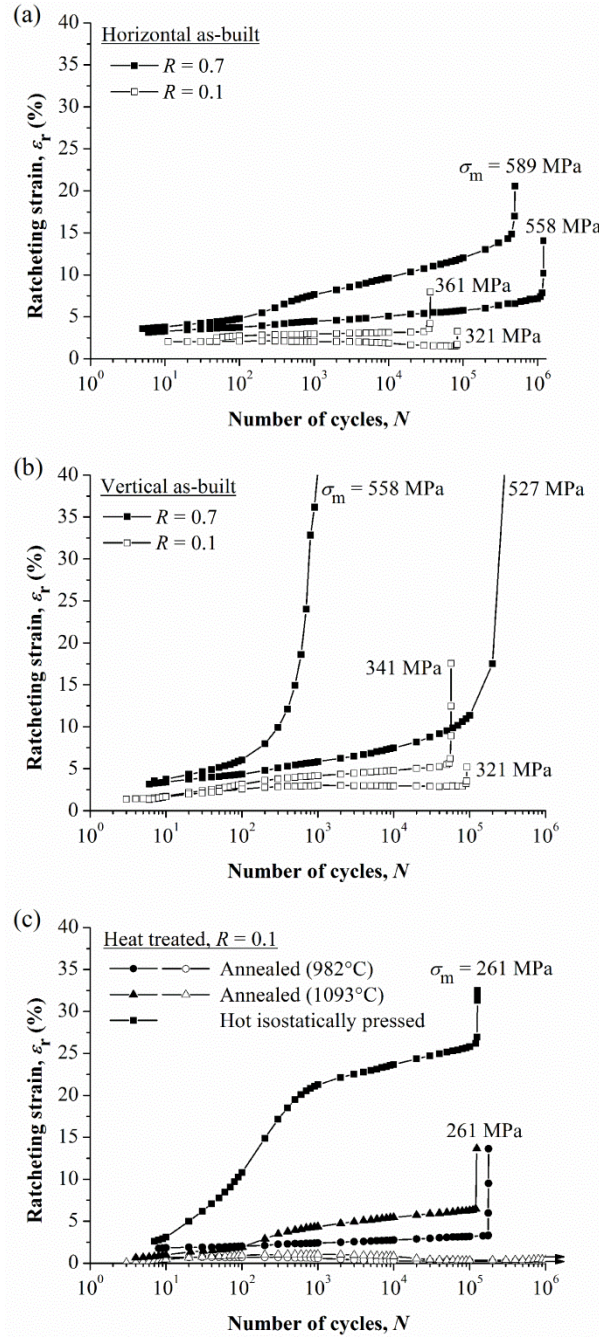 (a)
Horizontal as-built
R = 0.7
R = 0.1
σm = 589 MPa
558 MPa
361 MPa
321 MPa
40
35
30
25
20
15
10
5
0
Ratcheting strain, εr (%)
10^0 10^1 10^2 10^3 10^4 10^5 10^6
Number of cycles, N
(b)
Vertical as-built
R = 0.7
R = 0.1
σm = 558 MPa
527 MPa
341 MPa
321 MPa
40
35
30
25
20
15
10
5
0
Ratcheting strain, εr (%)
10^0 10^1 10^2 10^3 10^4 10^5 10^6
Number of cycles, N
(c)
Heat treated, R = 0.1
Annealed (982°C)
Annealed (1093°C)
Hot isostatically pressed
σm = 261 MPa
261 MPa
40
35
30
25
20
15
10
5
0
Ratcheting strain, εr (%)
10^0 10^1 10^2 10^3 10^4 10^5 10^6
Number of cycles, N